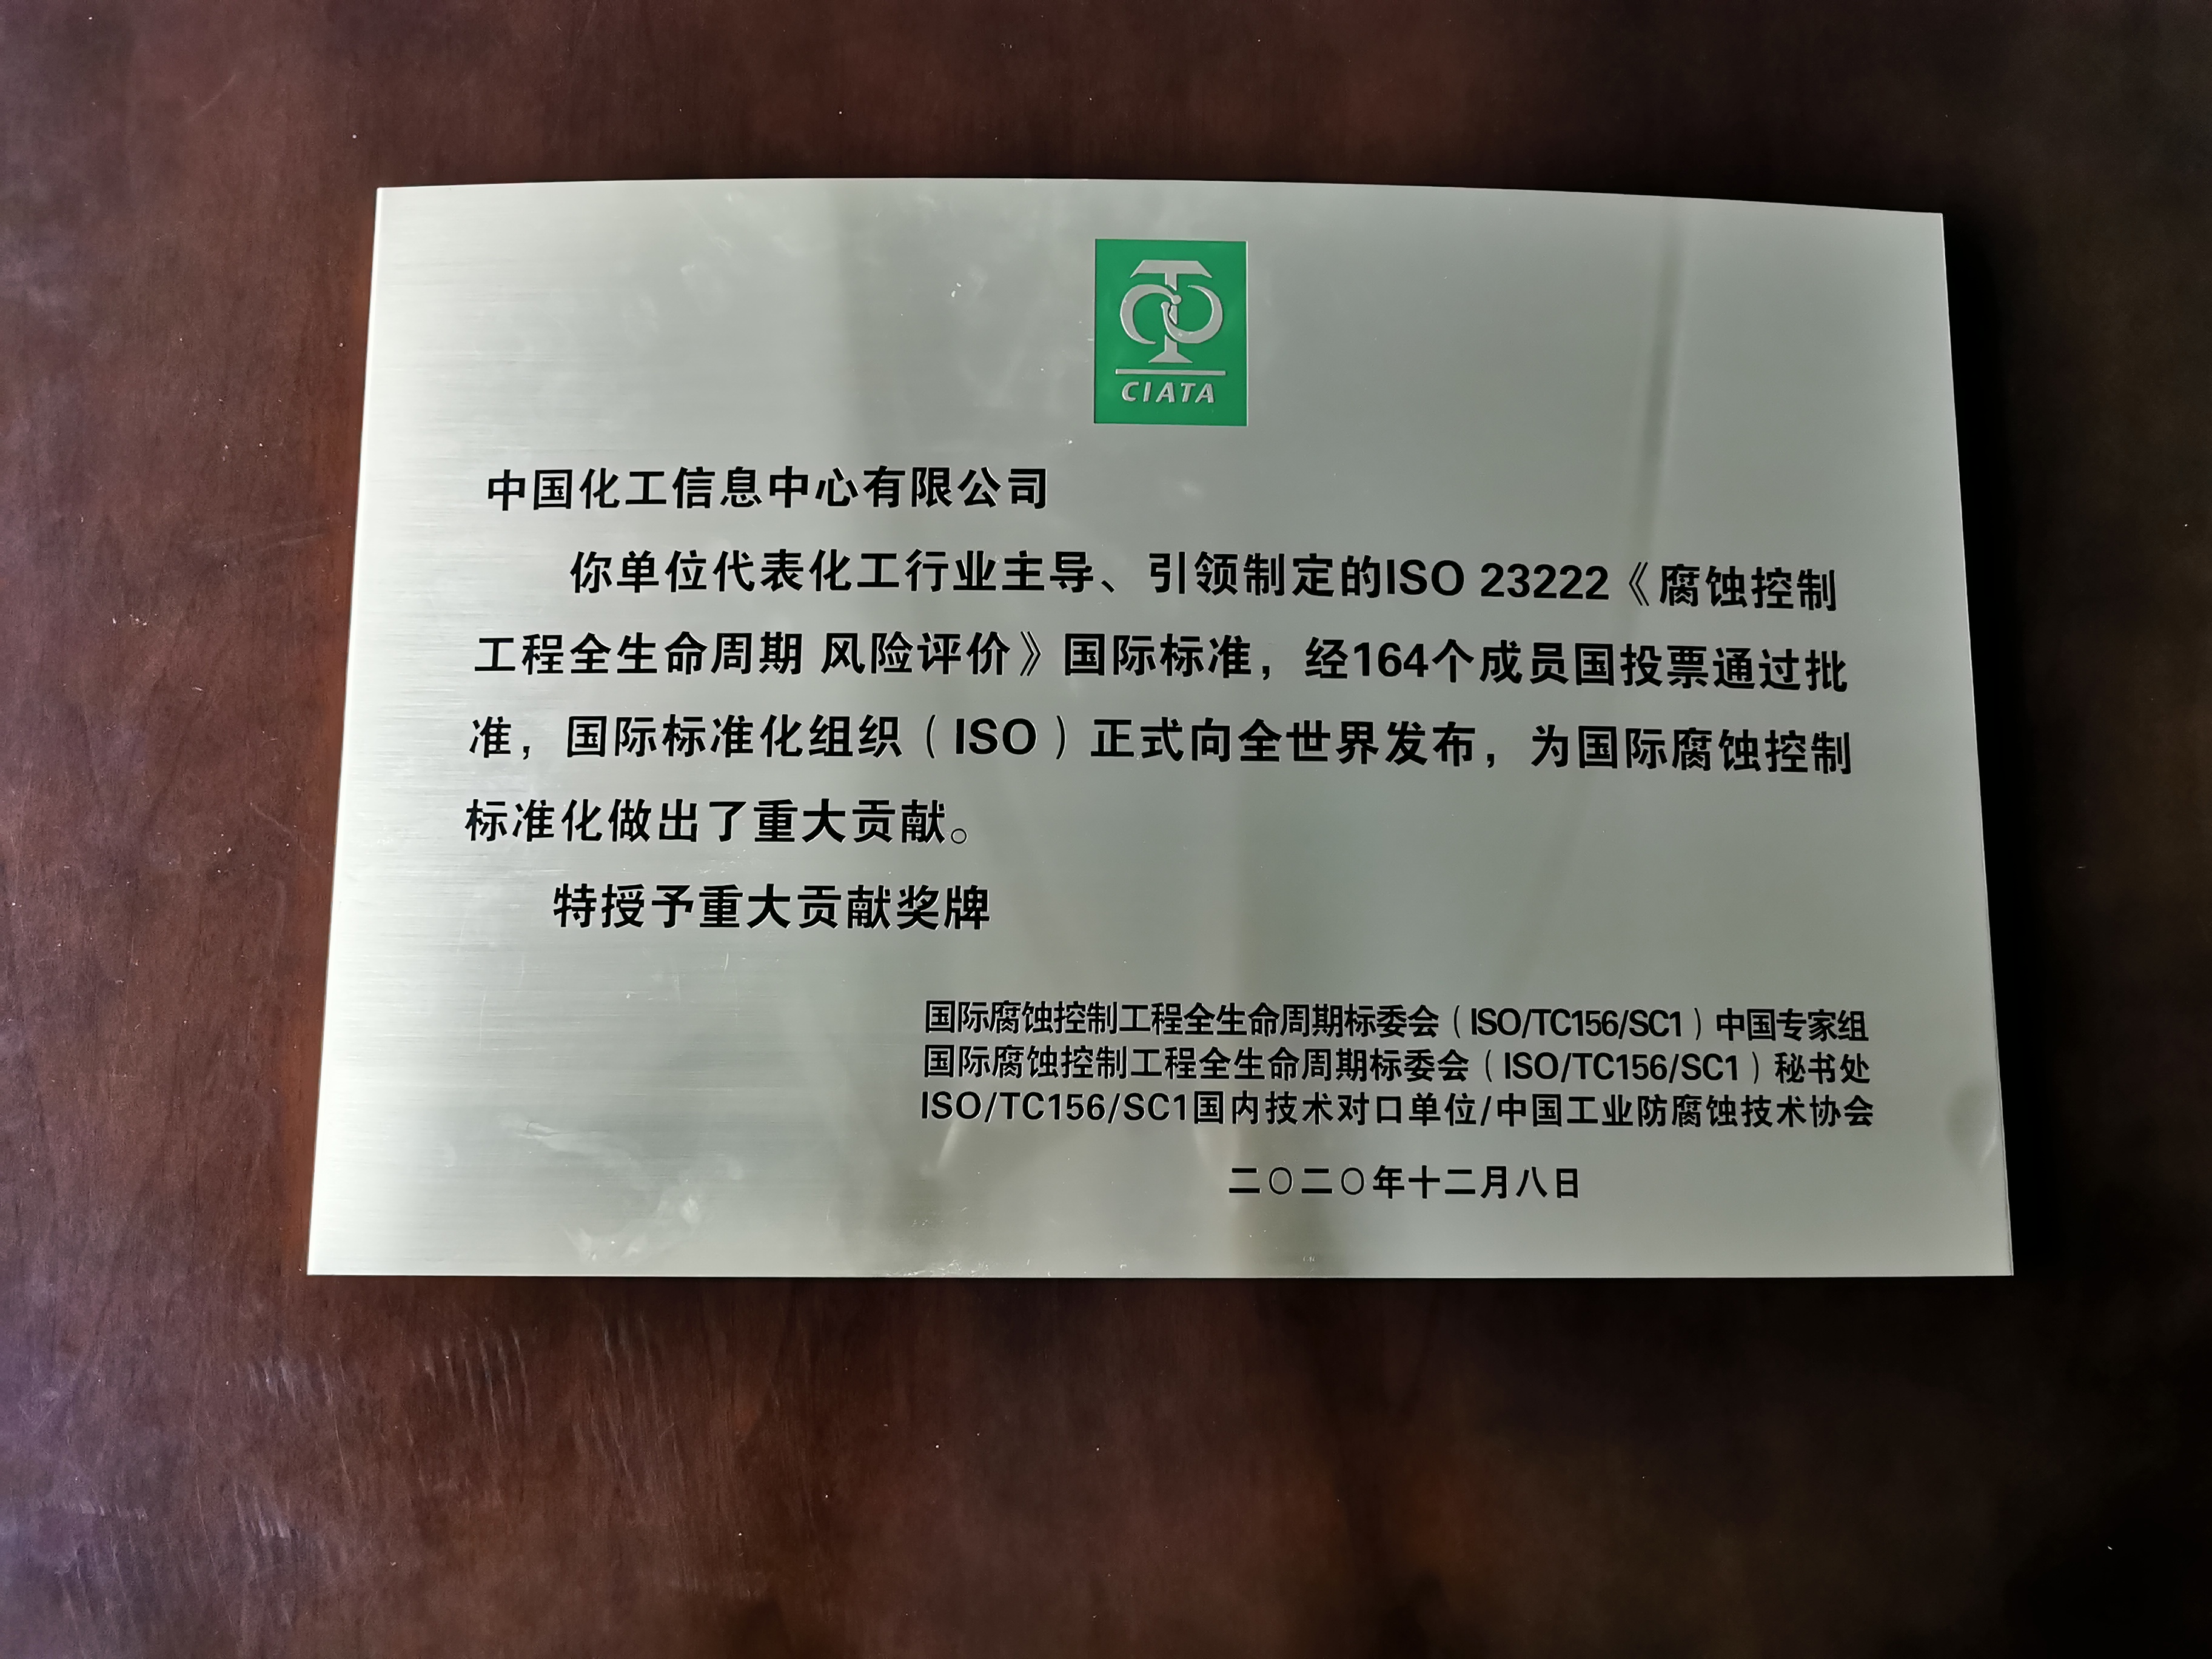 CIATA
中国化工信息中心有限公司
你单位代表化工行业主导、引领制定的ISO 23222《腐蚀控制
工程全生命周期 风险评价》国际标准，经164个成员国投票通过批
准，国际标准化组织（ISO）正式向全世界发布，为国际腐蚀控制
标准化做出了重大贡献。
特授予重大贡献奖牌
国际腐蚀控制工程全生命周期标委会（ISO/TC156/SC1）中国专家组
国际腐蚀控制工程全生命周期标委会（ISO/TC156/SC1）秘书处
ISO/TC156/SC1国内技术对口单位/中国工业防腐蚀技术协会
二〇二〇年十二月八日